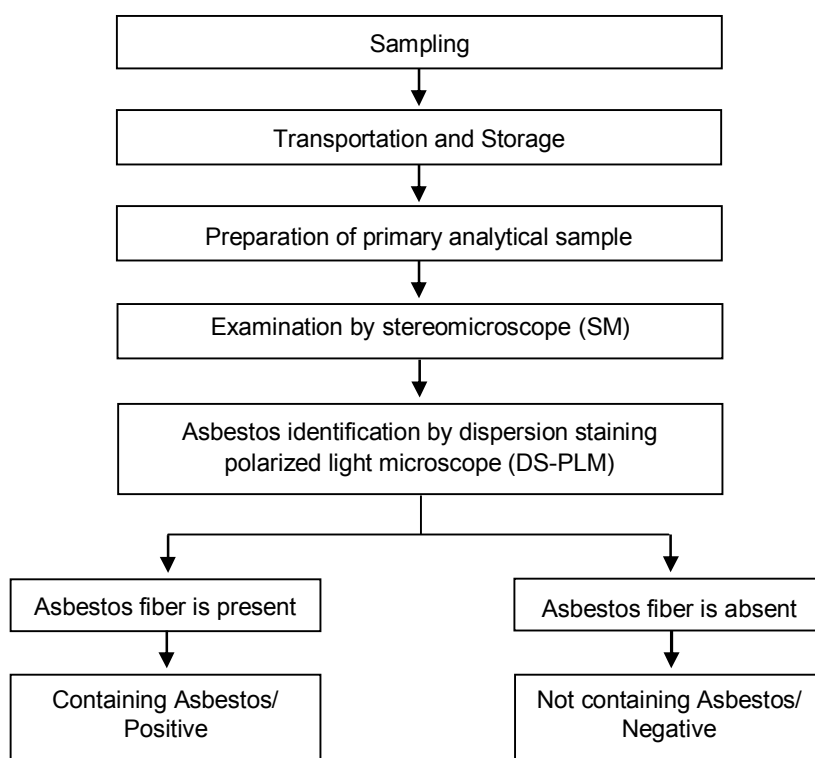 Sampling
Transportation and Storage
Preparation of primary analytical sample
Examination by stereomicroscope (SM)
Asbestos identification by dispersion staining
polarized light microscope (DS-PLM)
Asbestos fiber is present
Asbestos fiber is absent
Containing Asbestos/
Positive
Not containing Asbestos/
Negative